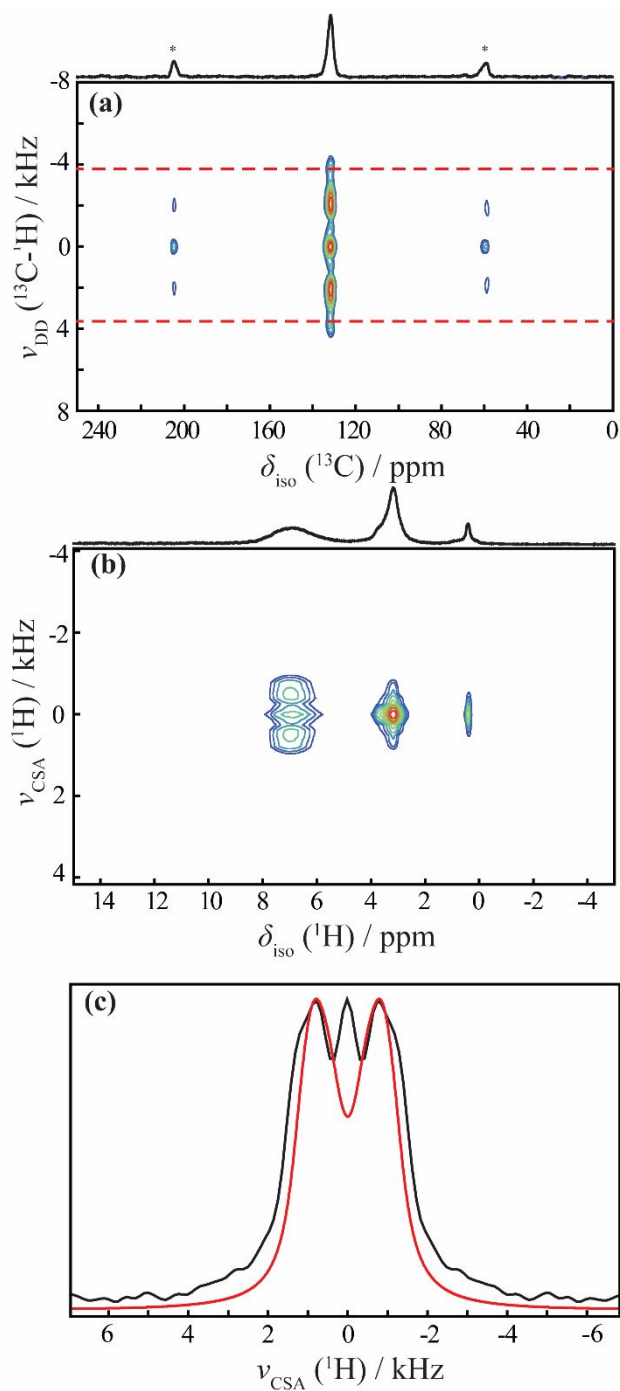 * *
(a)
-8
-4
0
4
8
ν_DD (¹³C-¹H) / kHz
240 200 160 120 80 40 0
δ_iso (¹³C) / ppm
(b)
-4
-2
0
2
4
ν_CSA (¹H) / kHz
14 12 10 8 6 4 2 0 -2 -4
δ_iso (¹H) / ppm
(c)
6 4 2 0 -2 -4 -6
ν_CSA (¹H) / kHz